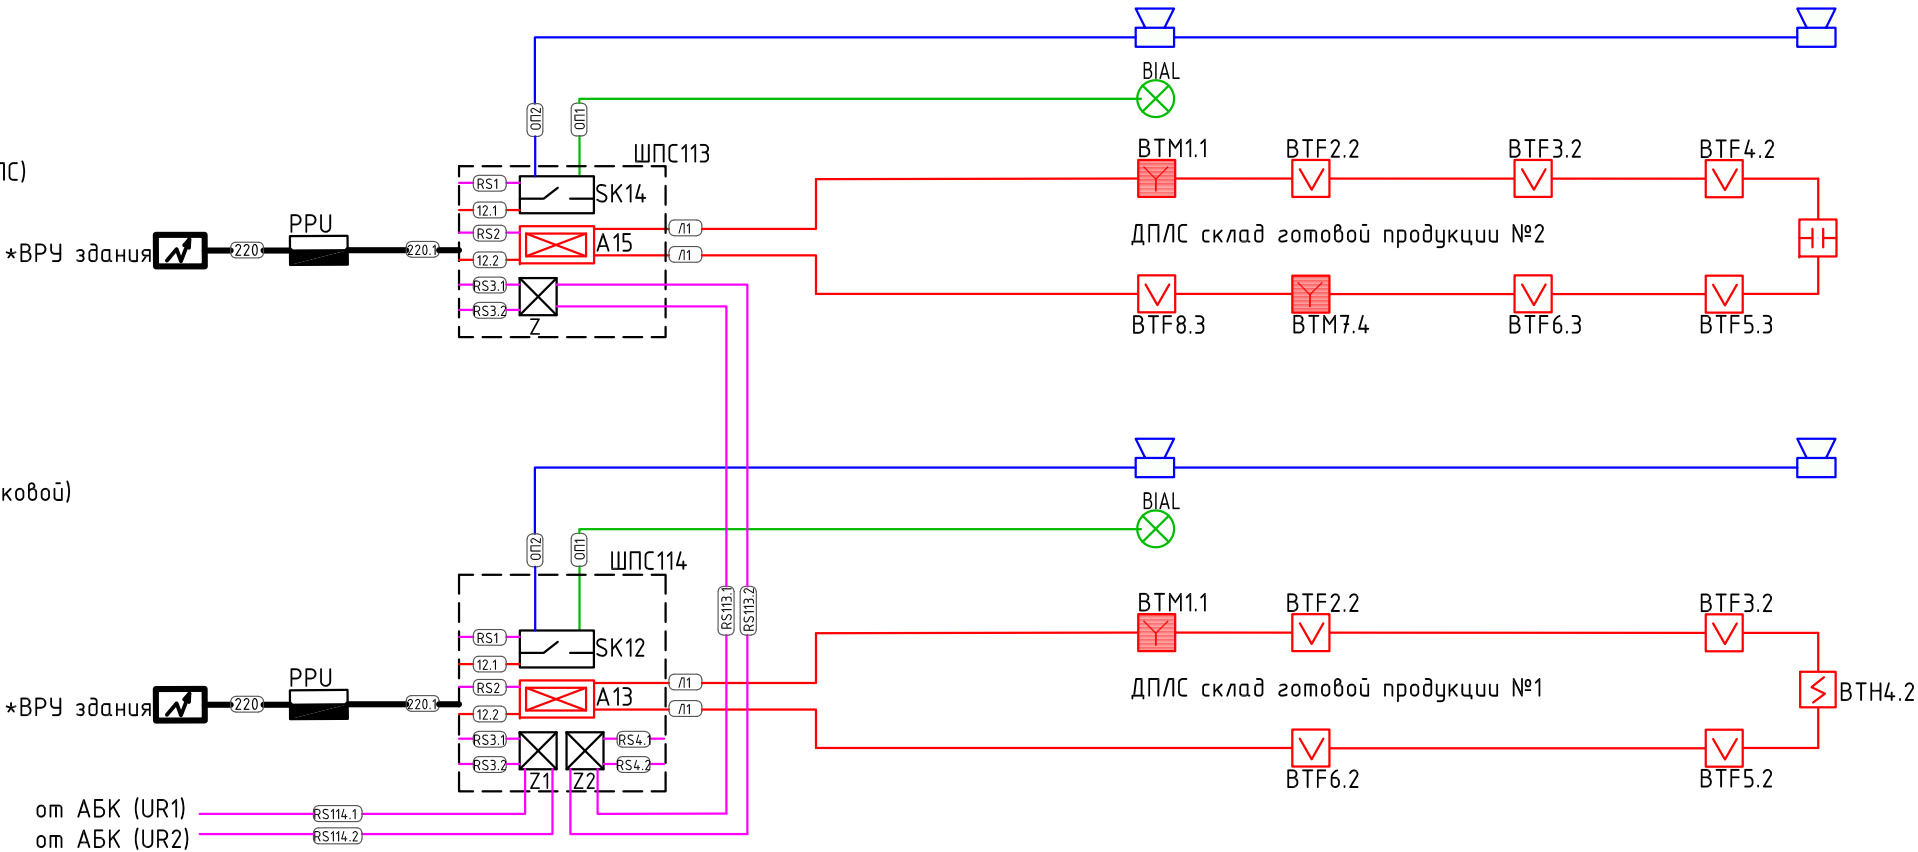 BIAL
ОП2
ОП1
ШПС113
BTM1.1
BTF2.2
BTF3.2
BTF4.2
ПС)
RS1
SK14
12.1
PPU
Л1
RS2
A15
ДПЛС склад готовой продукции №2
*ВРУ здания
220
220.1
12.2
Л1
RS3.1
RS3.2
Z
BTF8.3
BTM7.4
BTF6.3
BTF5.3
ковой)
BIAL
ОП2
ОП1
ШПС114
RS113.1
RS113.2
BTM1.1
BTF2.2
BTF3.2
RS1
SK12
12.1
PPU
Л1
RS2
A13
ДПЛС склад готовой продукции №1
BTH4.2
*ВРУ здания
220
220.1
12.2
Л1
RS3.1
RS4.1
RS3.2
RS4.2
Z1
Z2
BTF6.2
BTF5.2
от АБК (UR1)
RS114.1
от АБК (UR2)
RS114.2